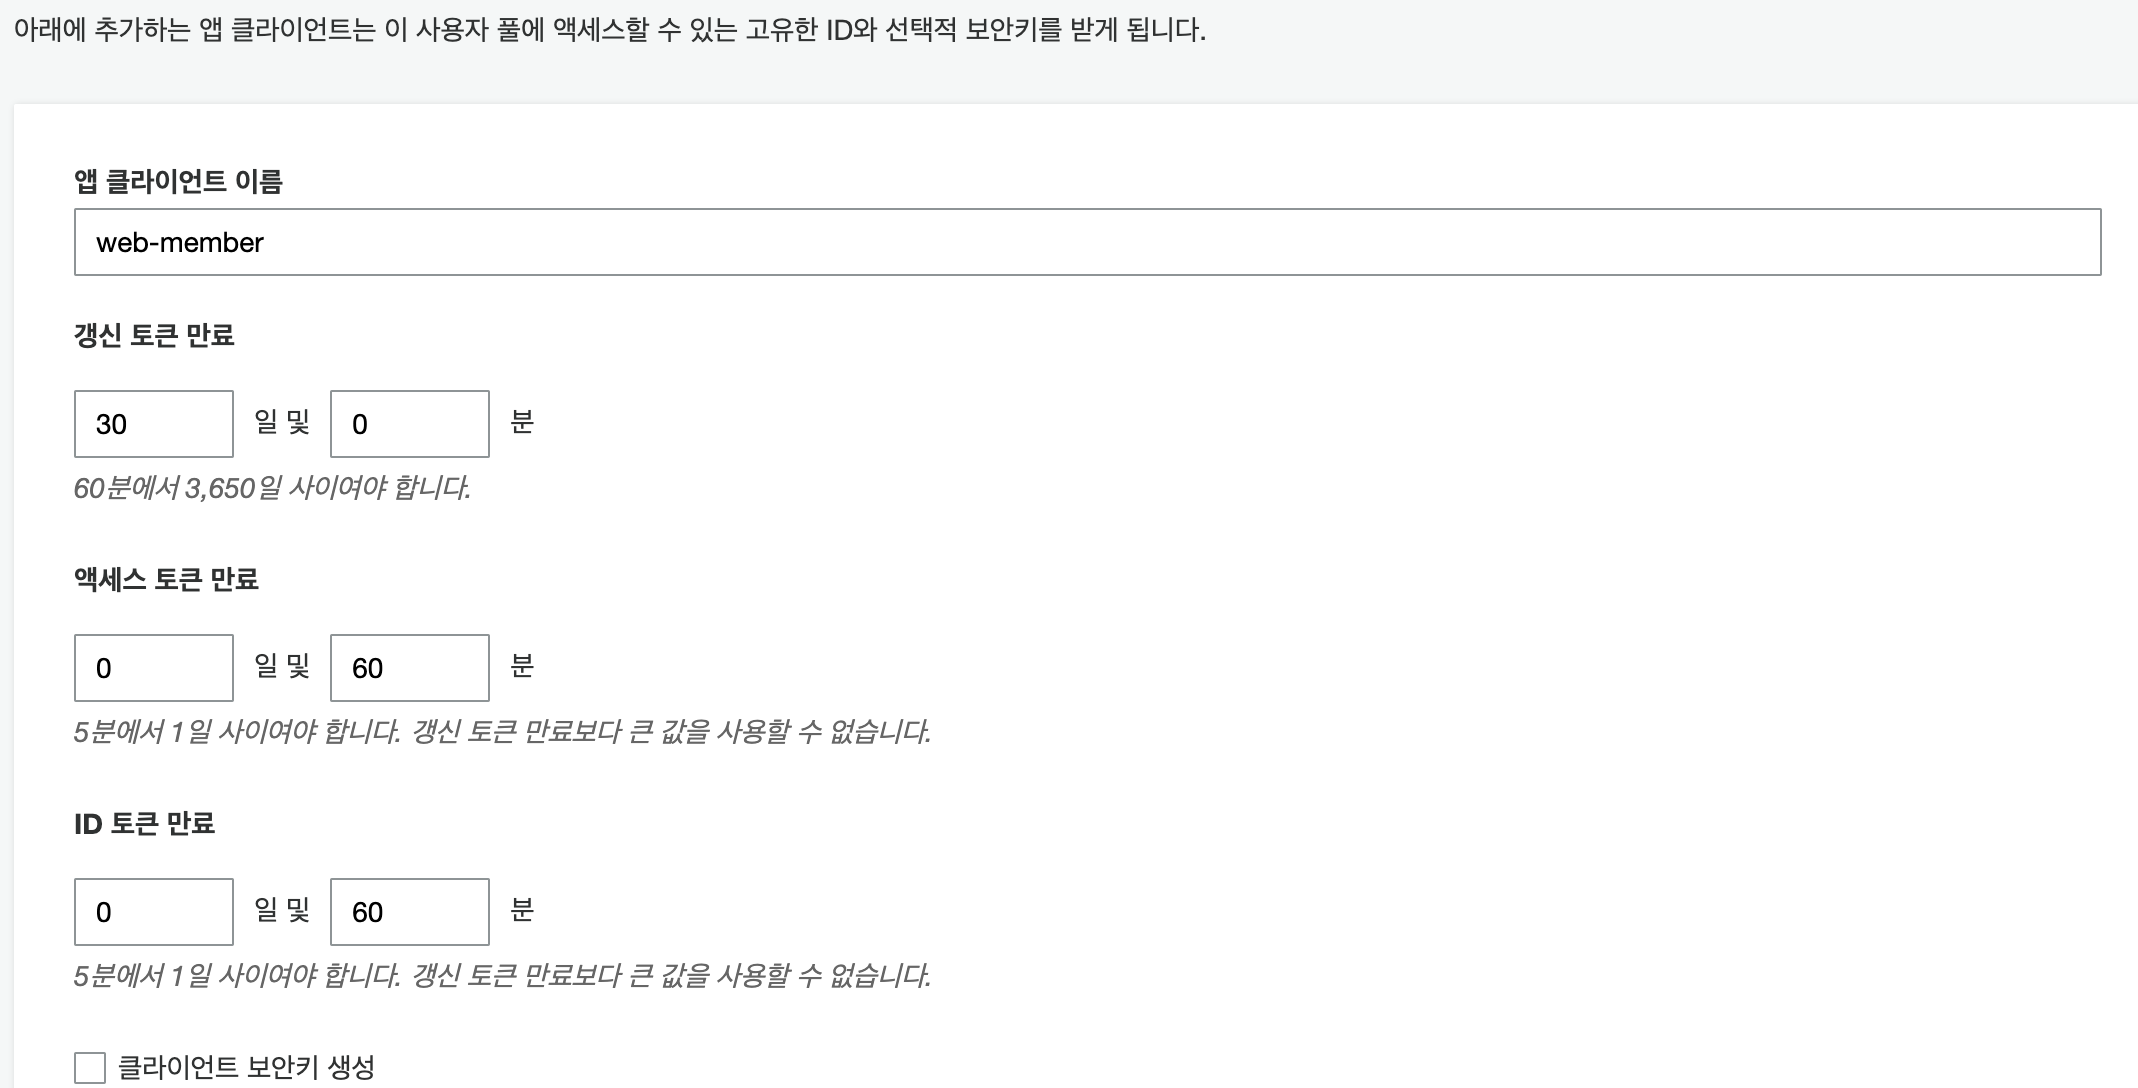 아래에 추가하는 앱 클라이언트는 이 사용자 풀에 액세스할 수 있는 고유한 ID와 선택적 보안키를 받게 됩니다.
앱 클라이언트 이름
web-member
갱신 토큰 만료
30 일 및 0 분
60분에서 3,650일 사이여야 합니다.
액세스 토큰 만료
0 일 및 60 분
5분에서 1일 사이여야 합니다. 갱신 토큰 만료보다 큰 값을 사용할 수 없습니다.
ID 토큰 만료
0 일 및 60 분
5분에서 1일 사이여야 합니다. 갱신 토큰 만료보다 큰 값을 사용할 수 없습니다.
클라이언트 보안키 생성